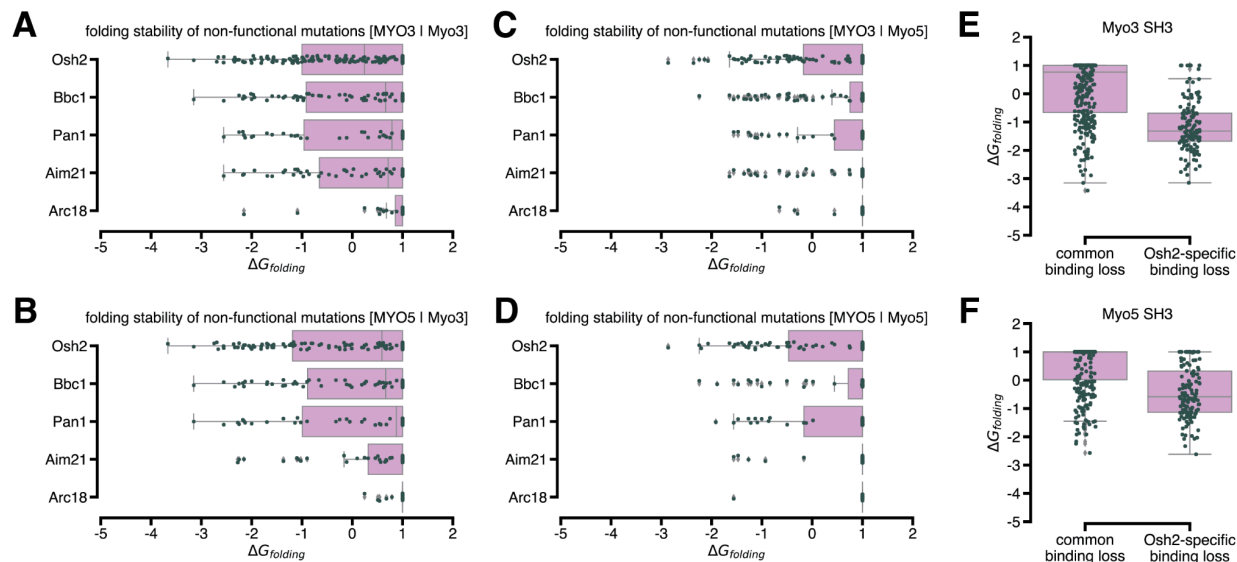 A
folding stability of non-functional mutations [MYO3 | Myo3]
Osh2
Bbc1
Pan1
Aim21
Arc18
-5 -4 -3 -2 -1 0 1 2
ΔGfolding
B
folding stability of non-functional mutations [MYO5 | Myo3]
Osh2
Bbc1
Pan1
Aim21
Arc18
-5 -4 -3 -2 -1 0 1 2
ΔGfolding
C
folding stability of non-functional mutations [MYO3 | Myo5]
Osh2
Bbc1
Pan1
Aim21
Arc18
-5 -4 -3 -2 -1 0 1 2
ΔGfolding
D
folding stability of non-functional mutations [MYO5 | Myo5]
Osh2
Bbc1
Pan1
Aim21
Arc18
-5 -4 -3 -2 -1 0 1 2
ΔGfolding
E
Myo3 SH3
2
1
0
-1
-2
-3
-4
-5
ΔGfolding
common Osh2-specific
binding loss binding loss
F
Myo5 SH3
2
1
0
-1
-2
-3
-4
-5
ΔGfolding
common Osh2-specific
binding loss binding loss